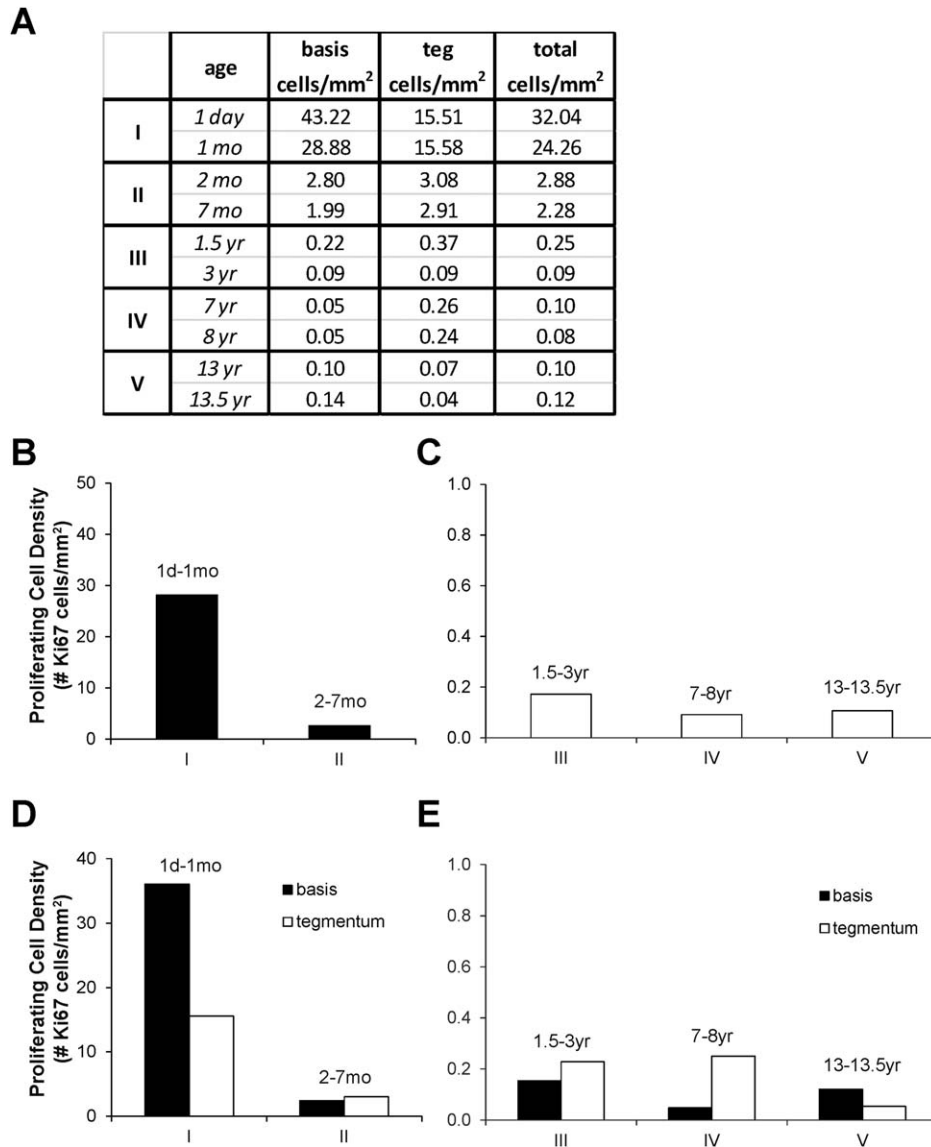 A
age basis cells/mm² teg cells/mm² total cells/mm²
I 1 day 43.22 15.51 32.04
1 mo 28.88 15.58 24.26
II 2 mo 2.80 3.08 2.88
7 mo 1.99 2.91 2.28
III 1.5 yr 0.22 0.37 0.25
3 yr 0.09 0.09 0.09
IV 7 yr 0.05 0.26 0.10
8 yr 0.05 0.24 0.08
V 13 yr 0.10 0.07 0.10
13.5 yr 0.14 0.04 0.12
B
Proliferating Cell Density
(# Ki67 cells/mm²)
50
40
30
20
10
0
1d-1mo
2-7mo
I II
C
1.0
0.8
0.6
0.4
0.2
0.0
1.5-3yr
7-8yr
13-13.5yr
III IV V
D
Proliferating Cell Density
(# Ki67 cells/mm²)
40
30
20
10
0
1d-1mo
2-7mo
basis
tegmentum
I II
E
1.0
0.8
0.6
0.4
0.2
0.0
basis
tegmentum
1.5-3yr
7-8yr
13-13.5yr
III IV V